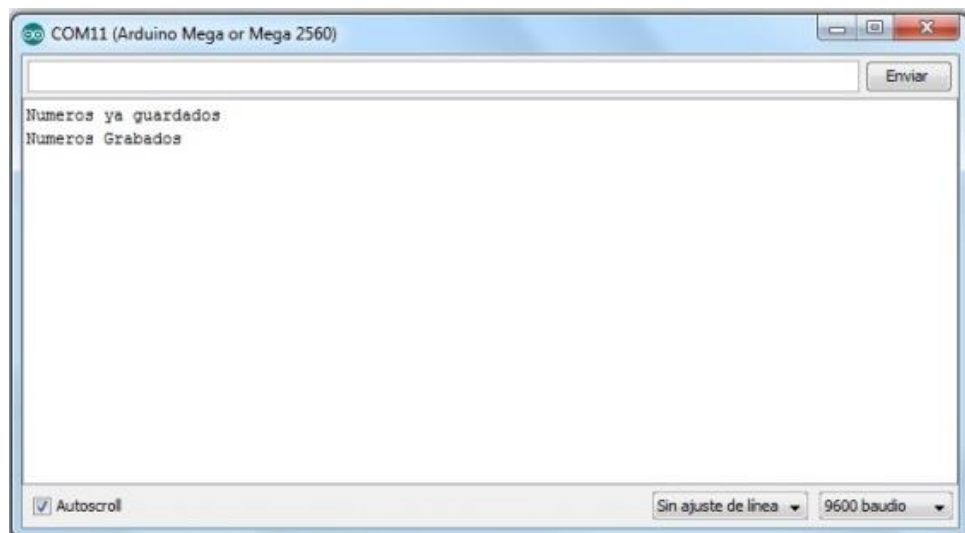 COM11 (Arduino Mega or Mega 2560)
Enviar
Numeros ya guardados
Numeros Grabados
Autoscroll
Sin ajuste de línea
9600 baudio